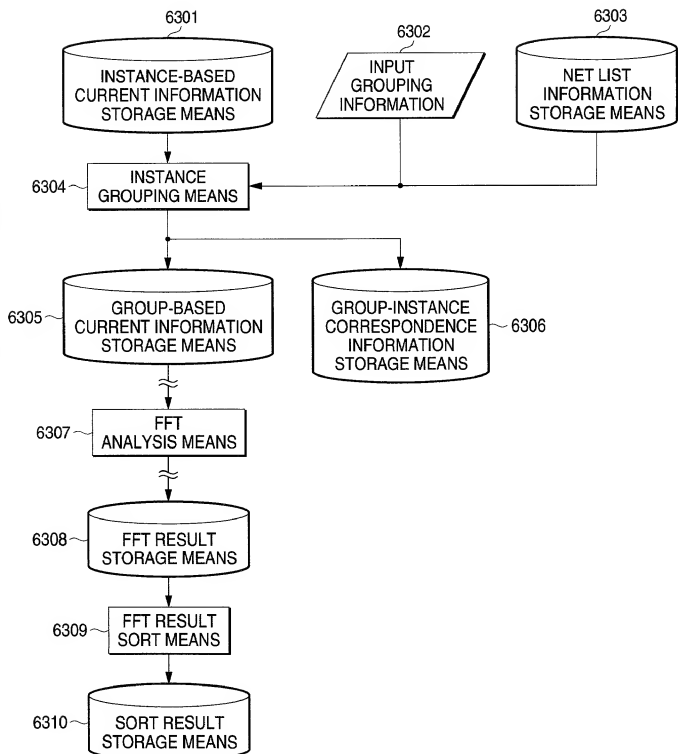 6301
6302
6303
INSTANCE-BASED
CURRENT INFORMATION
STORAGE MEANS
INPUT
GROUPING
INFORMATION
NET LIST
INFORMATION
STORAGE MEANS
6304
INSTANCE
GROUPING MEANS
6305
GROUP-BASED
CURRENT INFORMATION
STORAGE MEANS
GROUP-INSTANCE
CORRESPONDENCE
INFORMATION
STORAGE MEANS
6306
6307
FFT
ANALYSIS MEANS
6308
FFT RESULT
STORAGE MEANS
6309
FFT RESULT
SORT MEANS
6310
SORT RESULT
STORAGE MEANS